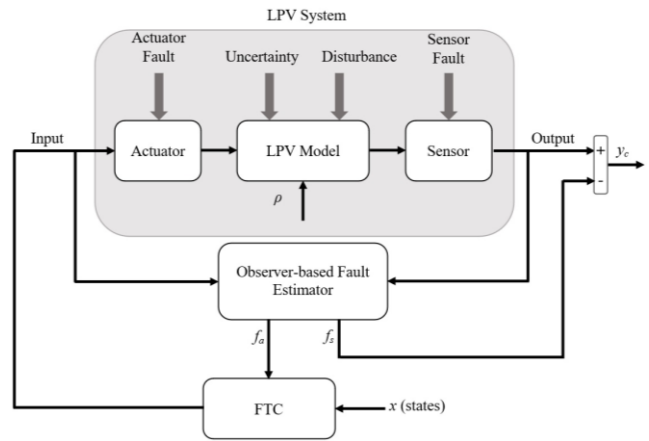 LPV System
Actuator
Fault
Uncertainty
Disturbance
Sensor
Fault
Input
Actuator
LPV Model
Sensor
Output
+
-
y_c
ρ
Observer-based Fault
Estimator
f_a
f_s
FTC
x (states)